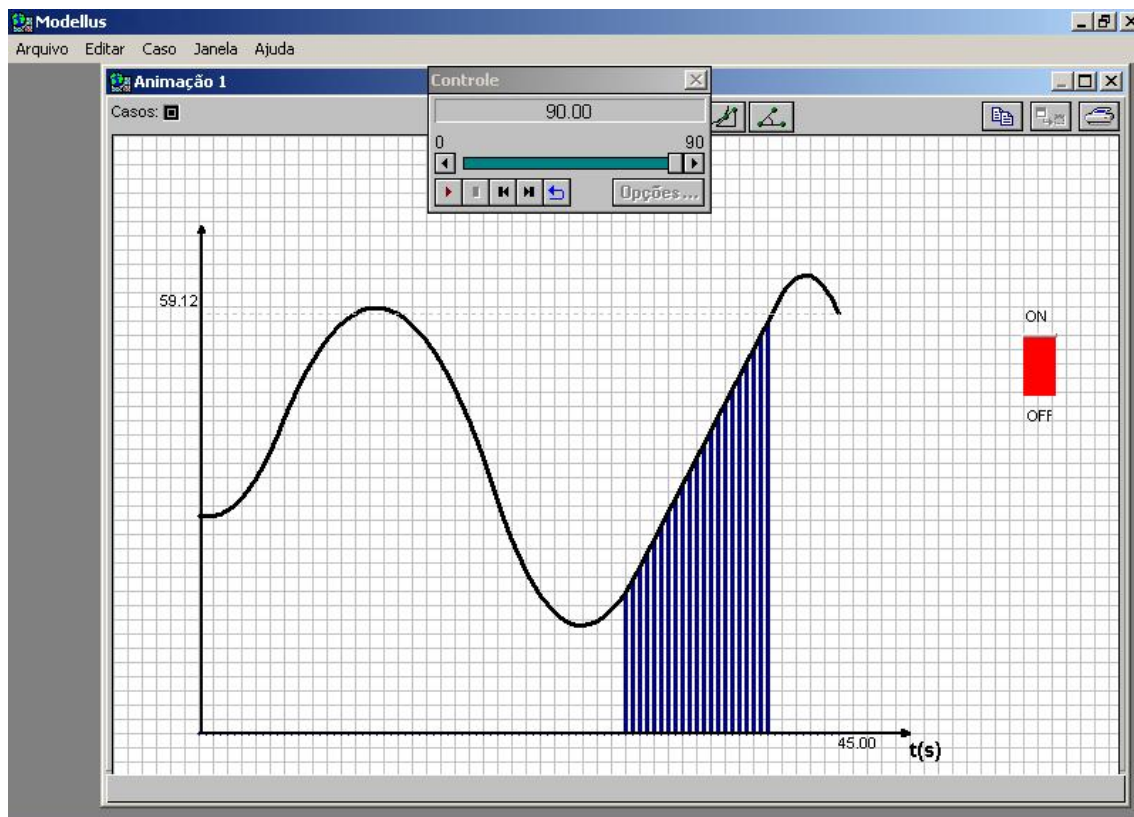 Modellus
Arquivo Editar Caso Janela Ajuda
Animação 1
Controle
Casos:
90.00
0 90
Opções...
59.12
ON
OFF
45.00
t(s)